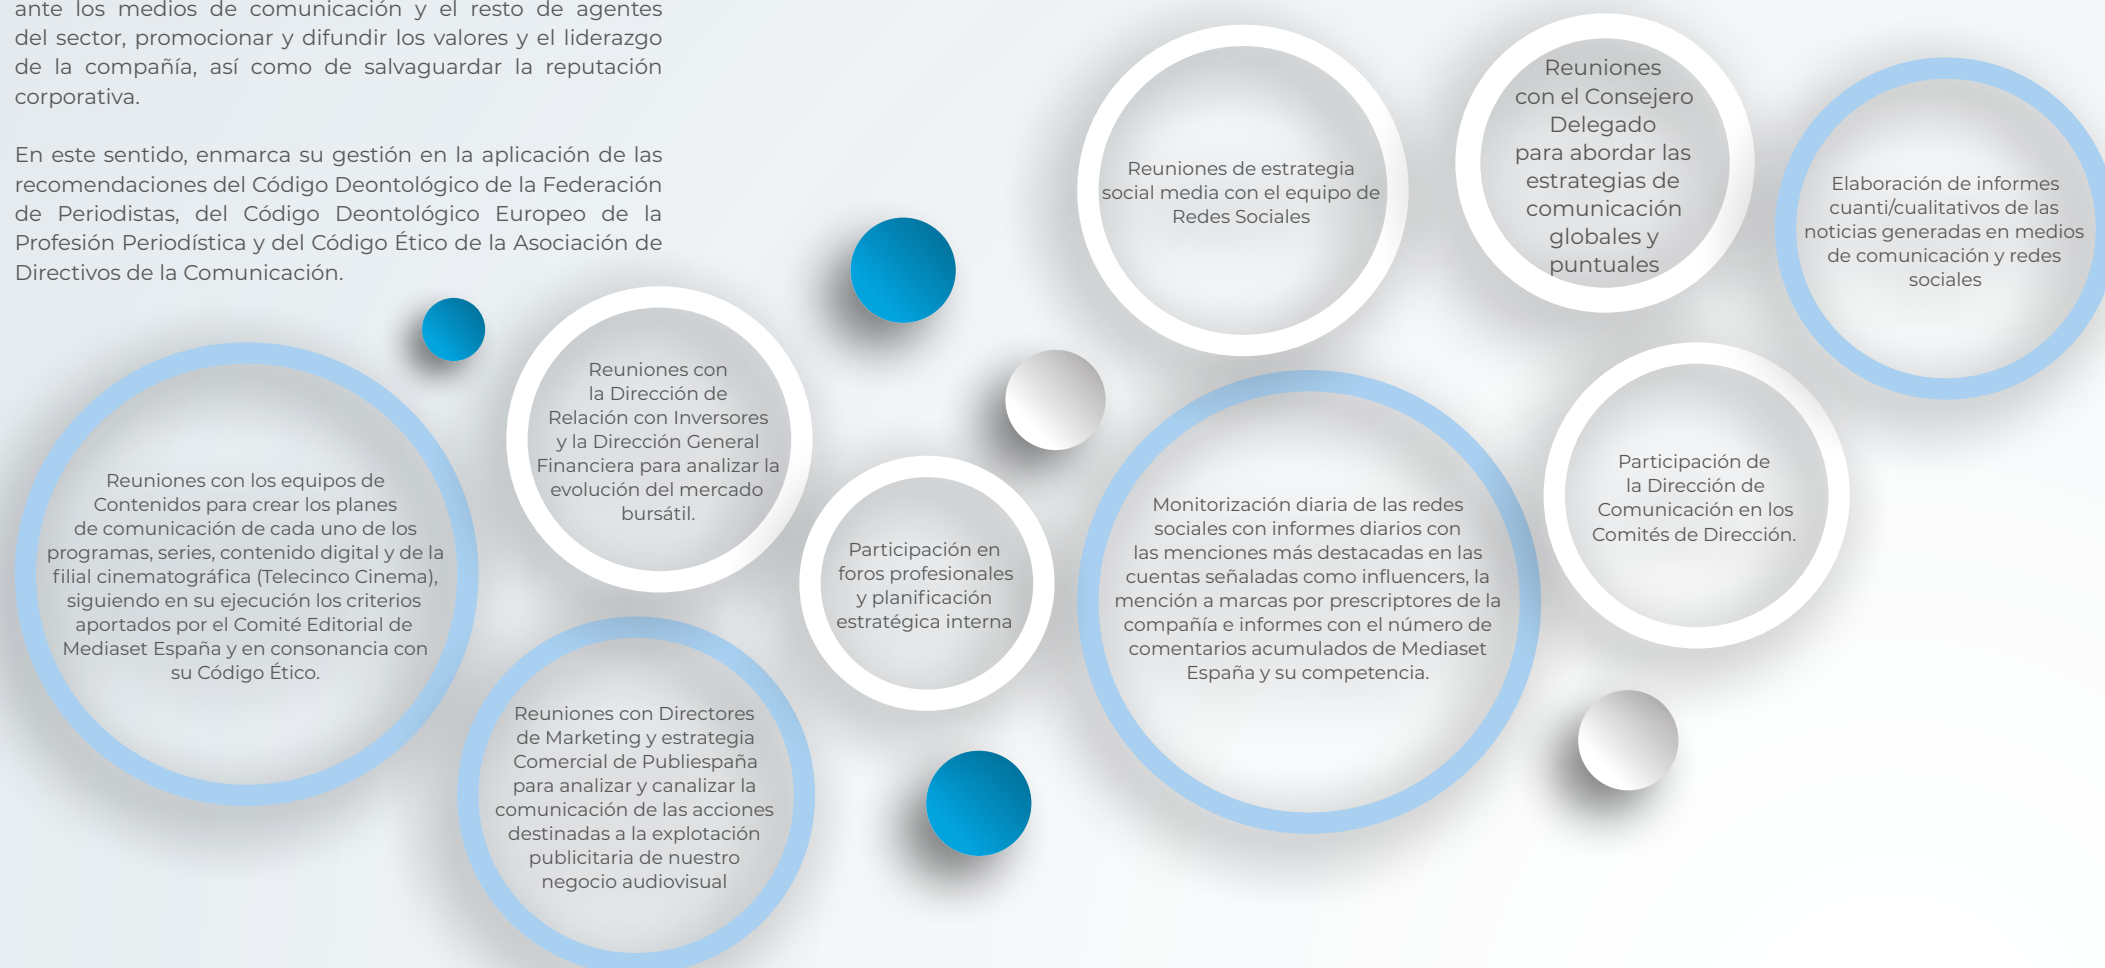 ante los medios de comunicación y el resto de agentes
del sector, promocionar y difundir los valores y el liderazgo
de la compañía, así como de salvaguardar la reputación
corporativa.
En este sentido, enmarca su gestión en la aplicación de las
recomendaciones del Código Deontológico de la Federación
de Periodistas, del Código Deontológico Europeo de la
Profesión Periodística y del Código Ético de la Asociación de
Directivos de la Comunicación.
Reuniones con los equipos de
Contenidos para crear los planes
de comunicación de cada uno de los
programas, series, contenido digital y de la
filial cinematográfica (Telecinco Cinema),
siguiendo en su ejecución los criterios
aportados por el Comité Editorial de
Mediaset España y en consonancia con
su Código Ético.
Reuniones con
la Dirección de
Relación con Inversores
y la Dirección General
Financiera para analizar la
evolución del mercado
bursátil.
Reuniones con Directores
de Marketing y estrategia
Comercial de Publiespaña
para analizar y canalizar la
comunicación de las acciones
destinadas a la explotación
publicitaria de nuestro
negocio audiovisual
Participación en
foros profesionales
y planificación
estratégica interna
Reuniones de estrategia
social media con el equipo de
Redes Sociales
Monitorización diaria de las redes
sociales con informes diarios con
las menciones más destacadas en las
cuentas señaladas como influencers, la
mención a marcas por prescriptores de la
compañía e informes con el número de
comentarios acumulados de Mediaset
España y su competencia.
Reuniones
con el Consejero
Delegado
para abordar las
estrategias de
comunicación
globales y
puntuales
Participación de
la Dirección de
Comunicación en los
Comités de Dirección.
Elaboración de informes
cuanti/cualitativos de las
noticias generadas en medios
de comunicación y redes
sociales